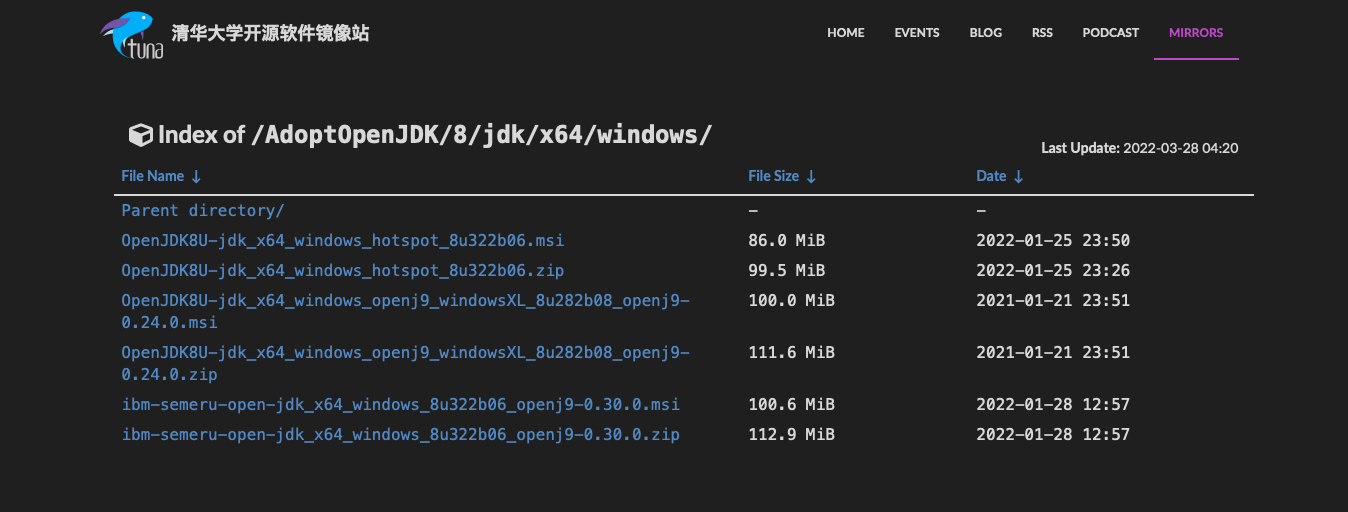 tuna 清华大学开源软件镜像站 HOME EVENTS BLOG RSS PODCAST MIRRORS
Index of /AdoptOpenJDK/8/jdk/x64/windows/
Last Update: 2022-03-28 04:20
File Name ↓ File Size ↓ Date ↓
Parent directory/ – –
OpenJDK8U-jdk_x64_windows_hotspot_8u322b06.msi 86.0 MiB 2022-01-25 23:50
OpenJDK8U-jdk_x64_windows_hotspot_8u322b06.zip 99.5 MiB 2022-01-25 23:26
OpenJDK8U-jdk_x64_windows_openj9_windowsXL_8u282b08_openj9- 100.0 MiB 2021-01-21 23:51
0.24.0.msi
OpenJDK8U-jdk_x64_windows_openj9_windowsXL_8u282b08_openj9- 111.6 MiB 2021-01-21 23:51
0.24.0.zip
ibm-semeru-open-jdk_x64_windows_8u322b06_openj9-0.30.0.msi 100.6 MiB 2022-01-28 12:57
ibm-semeru-open-jdk_x64_windows_8u322b06_openj9-0.30.0.zip 112.9 MiB 2022-01-28 12:57